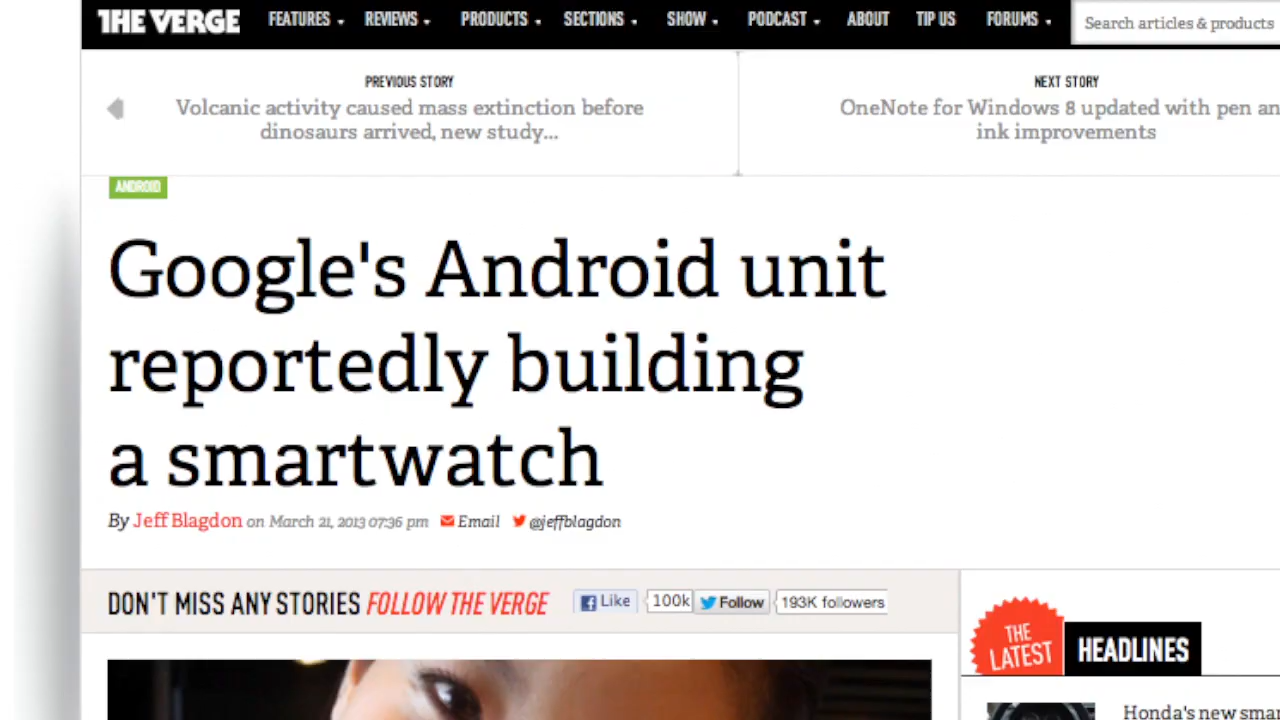 THE VERGE FEATURES REVIEWS PRODUCTS SECTIONS SHOW PODCAST ABOUT TIP US FORUMS Search articles & products
PREVIOUS STORY
Volcanic activity caused mass extinction before
dinosaurs arrived, new study...
NEXT STORY
OneNote for Windows 8 updated with pen an
ink improvements
ANDROID
Google's Android unit
reportedly building
a smartwatch
By Jeff Blagdon on March 21, 2013 07:36 pm Email @jeffblagdon
DON'T MISS ANY STORIES FOLLOW THE VERGE Like 100k Follow 193K followers
THE
LATEST
HEADLINES
Honda's new smar